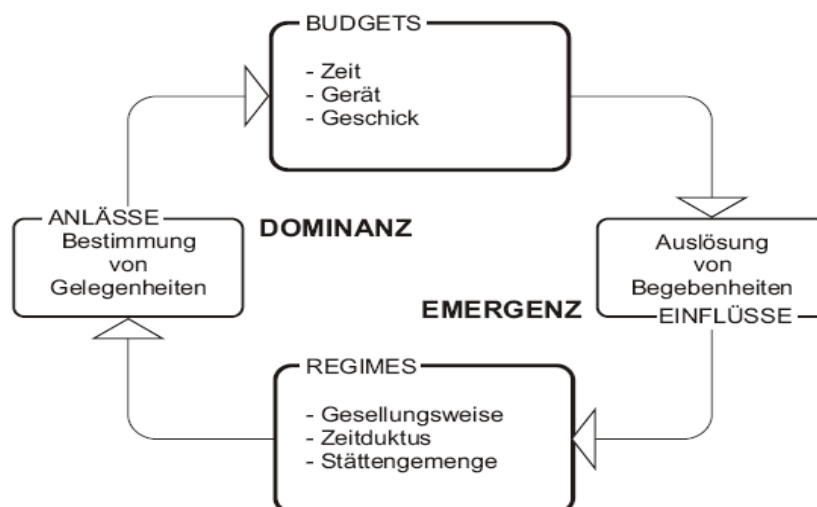 BUDGETS
- Zeit
- Gerät
- Geschick
ANLÄSSE
Bestimmung
von
Gelegenheiten
DOMINANZ
Auslösung
von
Begebenheiten
EINFLÜSSE
EMERGENZ
REGIMES
- Gesellungsweise
- Zeitduktus
- Stättengemenge